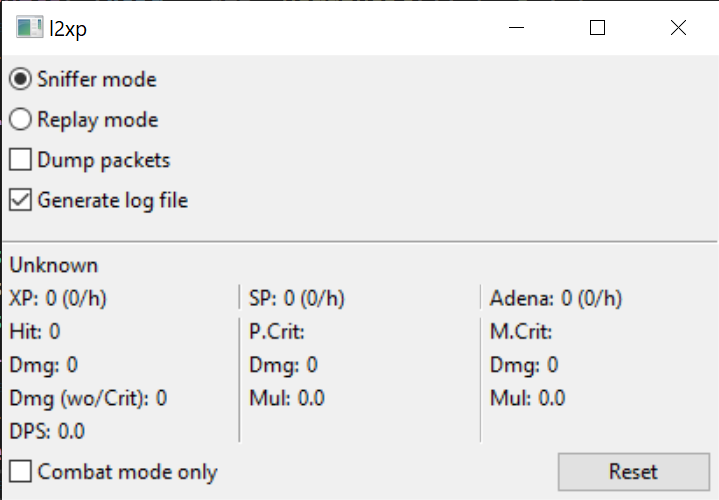 l2xp
Sniffer mode
Replay mode
Dump packets
Generate log file
Unknown
XP: 0 (0/h) SP: 0 (0/h) Adena: 0 (0/h)
Hit: 0 P.Crit: M.Crit:
Dmg: 0 Dmg: 0 Dmg: 0
Dmg (wo/Crit): 0 Mul: 0.0 Mul: 0.0
DPS: 0.0
Combat mode only Reset